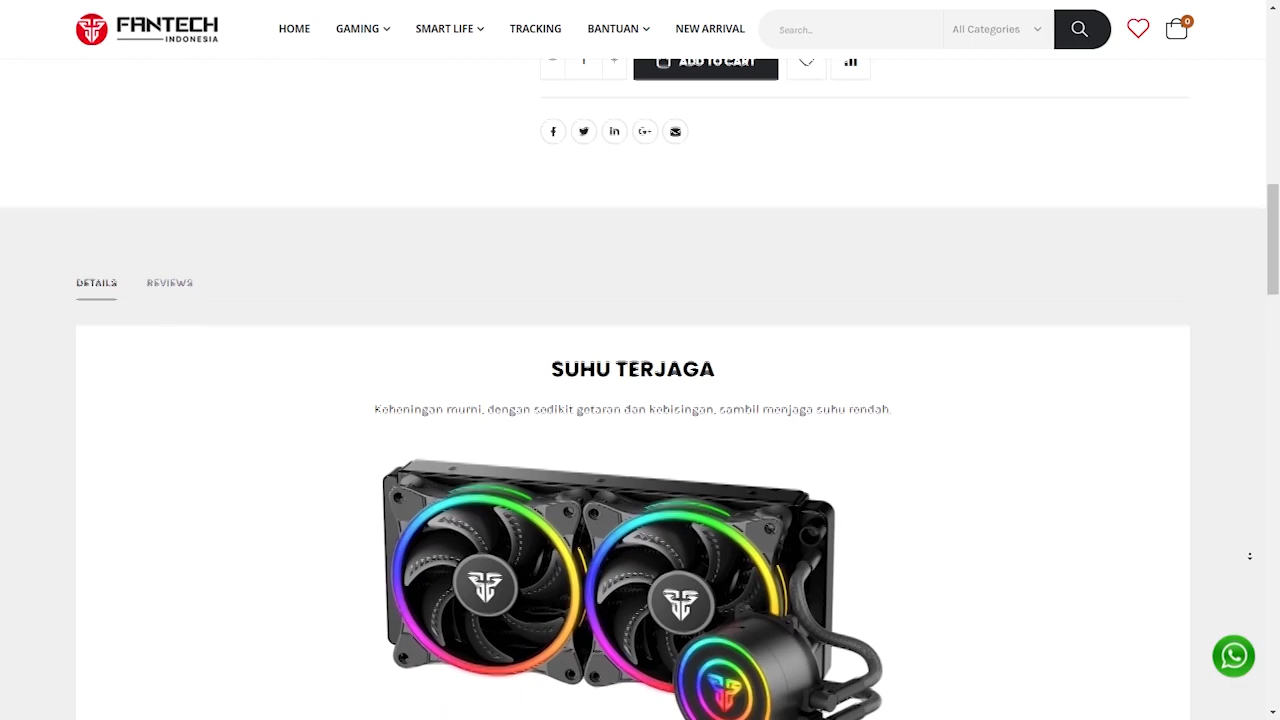 FANTECH
INDONESIA
HOME
GAMING
SMART LIFE
TRACKING
BANTUAN
NEW ARRIVAL
Search...
All Categories
0
1
ADD TO CART
DETAILS
REVIEWS
SUHU TERJAGA
Keheningan murni, dengan sedikit getaran dan kebisingan, sambil menjaga suhu rendah.